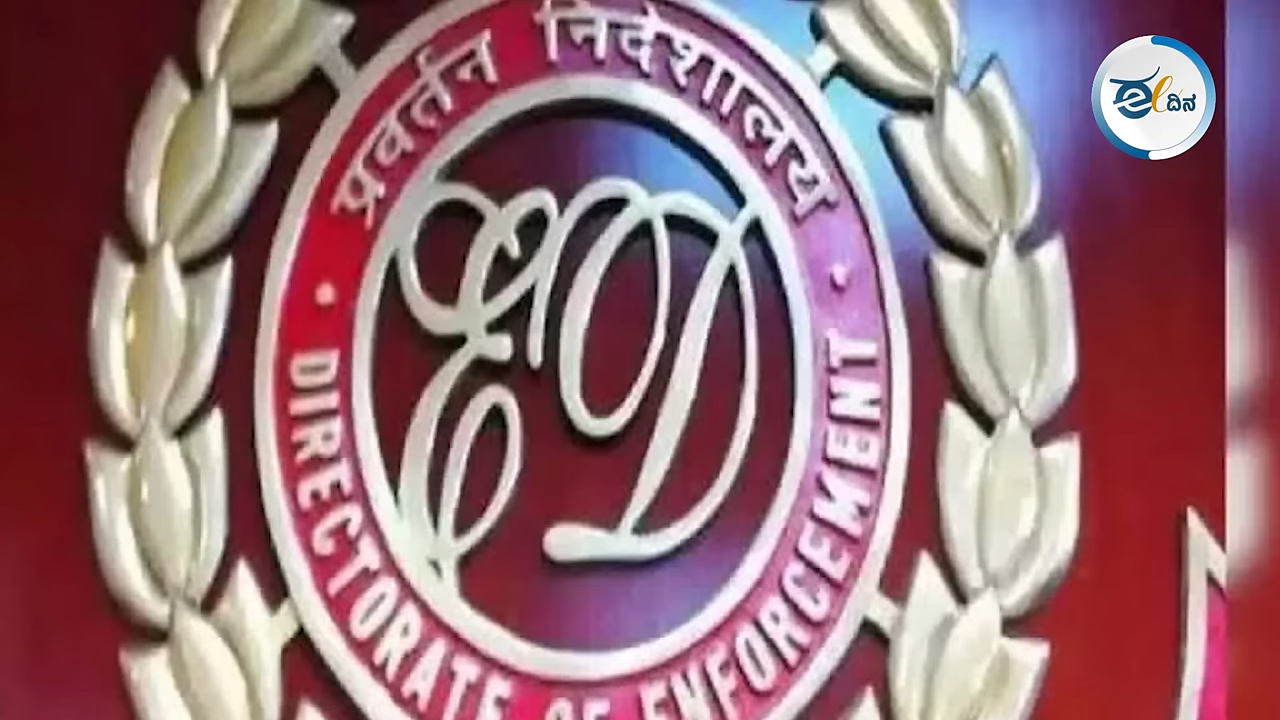 प्रवर्तन निदेशालय
ED
DIRECTORATE OF ENFORCEMENT
ಈ दिन